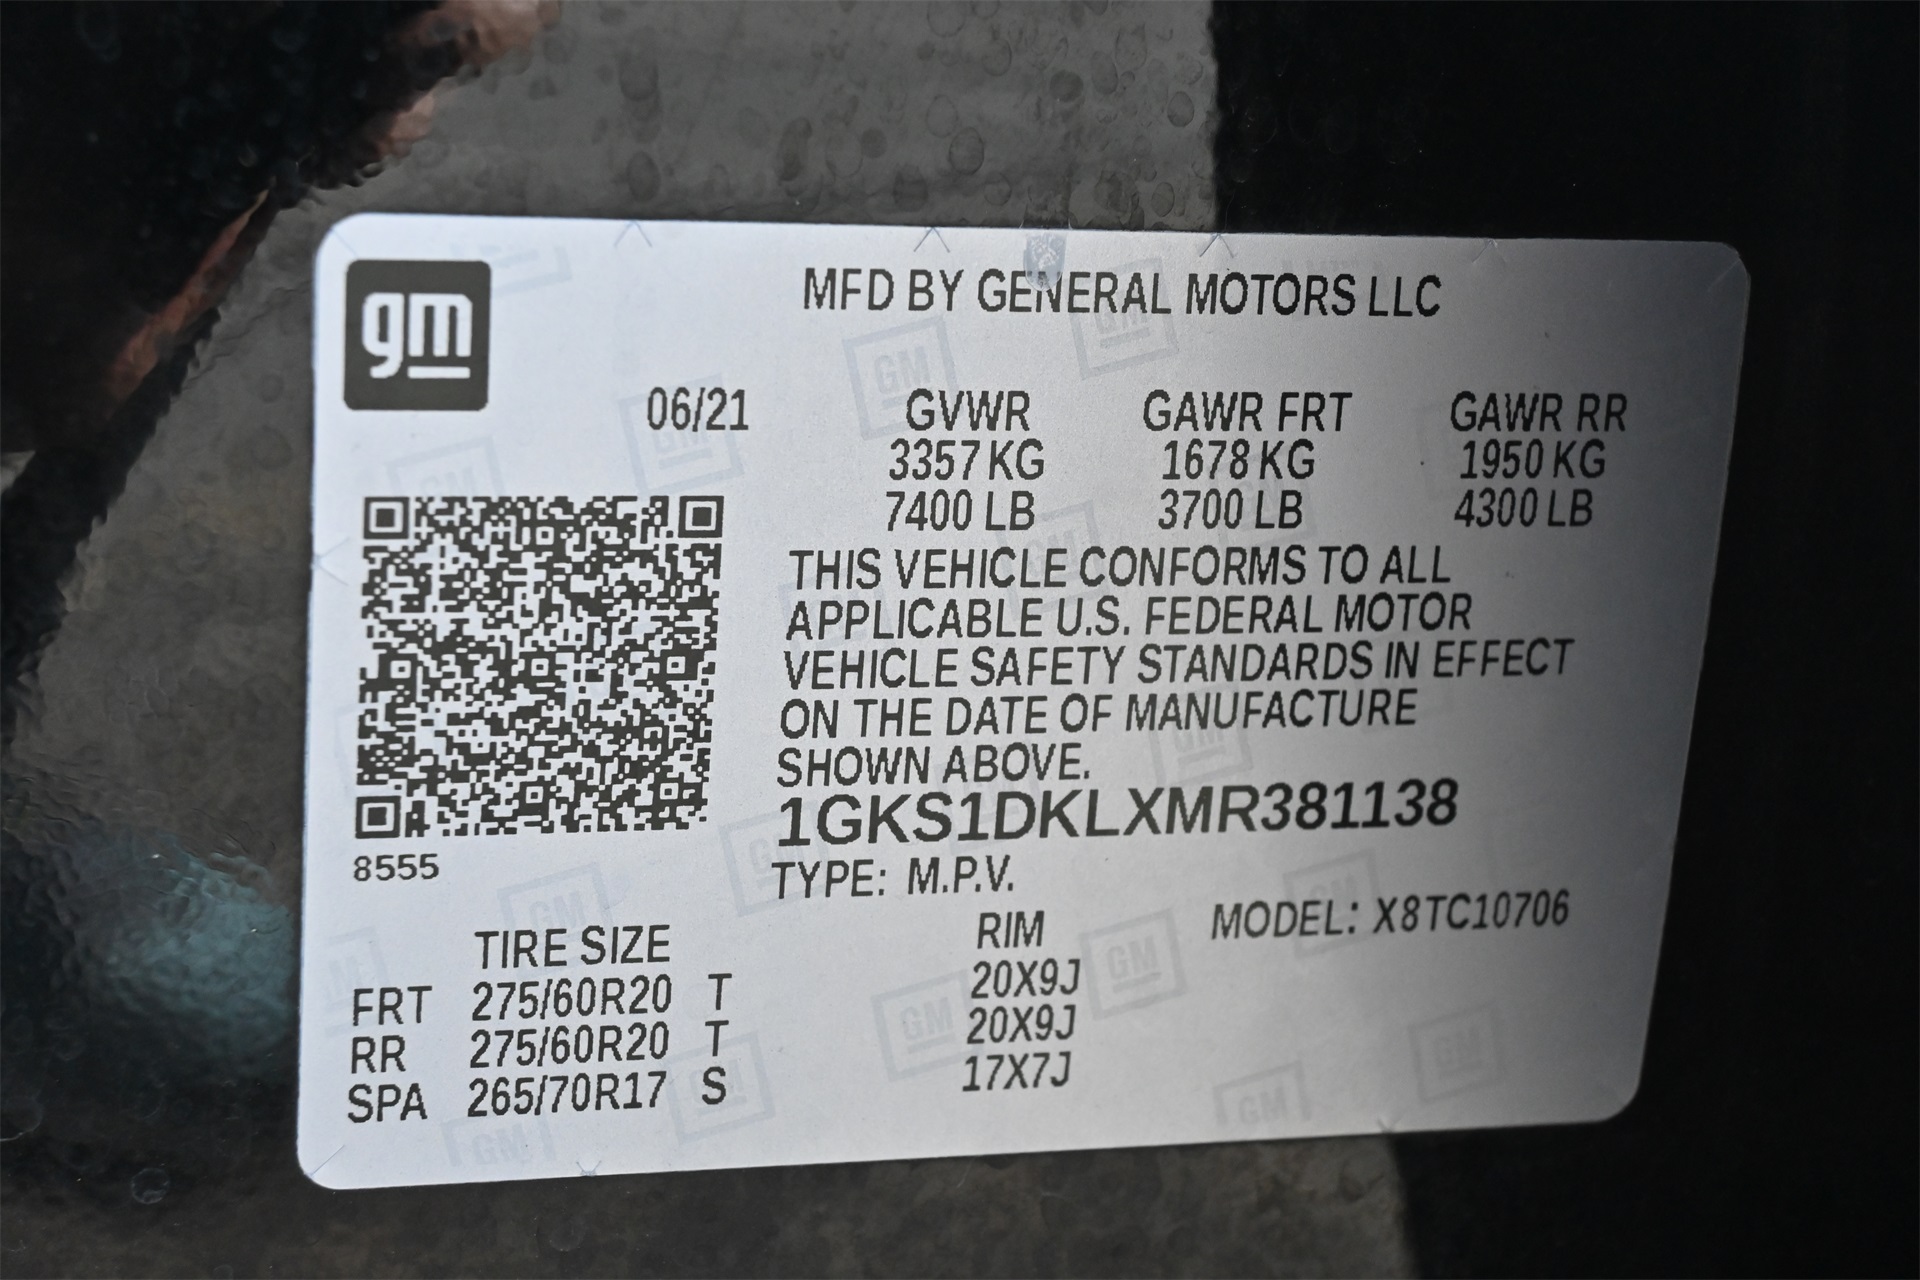 gm
MFD BY GENERAL MOTORS LLC
06/21 GVWR GAWR FRT GAWR RR
3357 KG 1678 KG 1950 KG
7400 LB 3700 LB 4300 LB
THIS VEHICLE CONFORMS TO ALL
APPLICABLE U.S. FEDERAL MOTOR
VEHICLE SAFETY STANDARDS IN EFFECT
ON THE DATE OF MANUFACTURE
SHOWN ABOVE.
1GKS1DKLXMR381138
8555
TYPE: M.P.V.
MODEL: X8TC10706
TIRE SIZE RIM
FRT 275/60R20 T 20X9J
RR 275/60R20 T 20X9J
SPA 265/70R17 S 17X7J